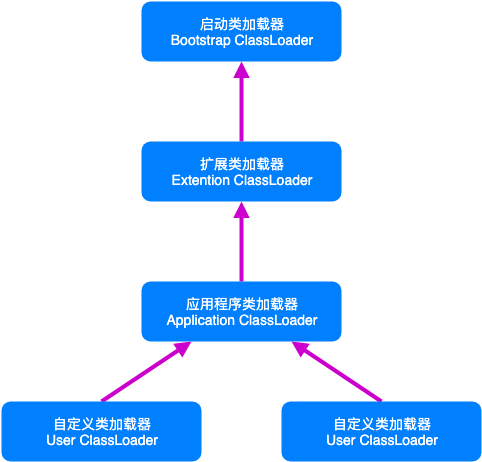 启动类加载器
Bootstrap ClassLoader
扩展类加载器
Extention ClassLoader
应用程序类加载器
Application ClassLoader
自定义类加载器
User ClassLoader
自定义类加载器
User ClassLoader